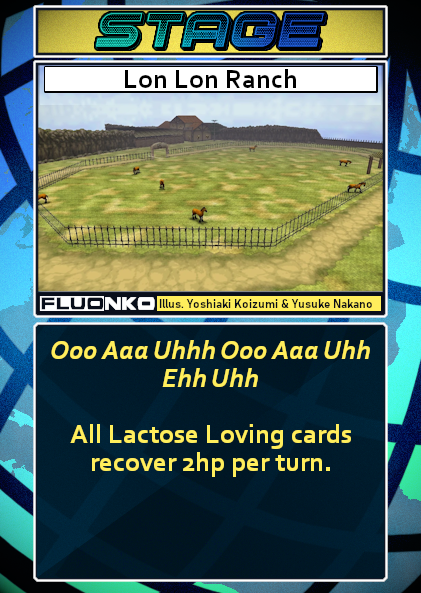 STAGE
Lon Lon Ranch
FLUONKO
Illus. Yoshiaki Koizumi & Yusuke Nakano
Ooo Aaa Uhhh Ooo Aaa Uhh
Ehh Uhh
All Lactose Loving cards
recover 2hp per turn.